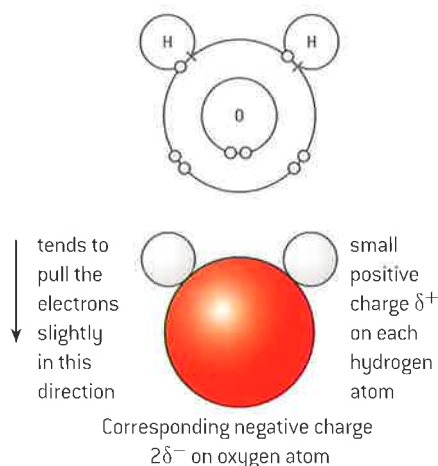 H
H
O
tends to
pull the
electrons
slightly
in this
direction
small
positive
charge δ⁺
on each
hydrogen
atom
Corresponding negative charge
2δ⁻ on oxygen atom